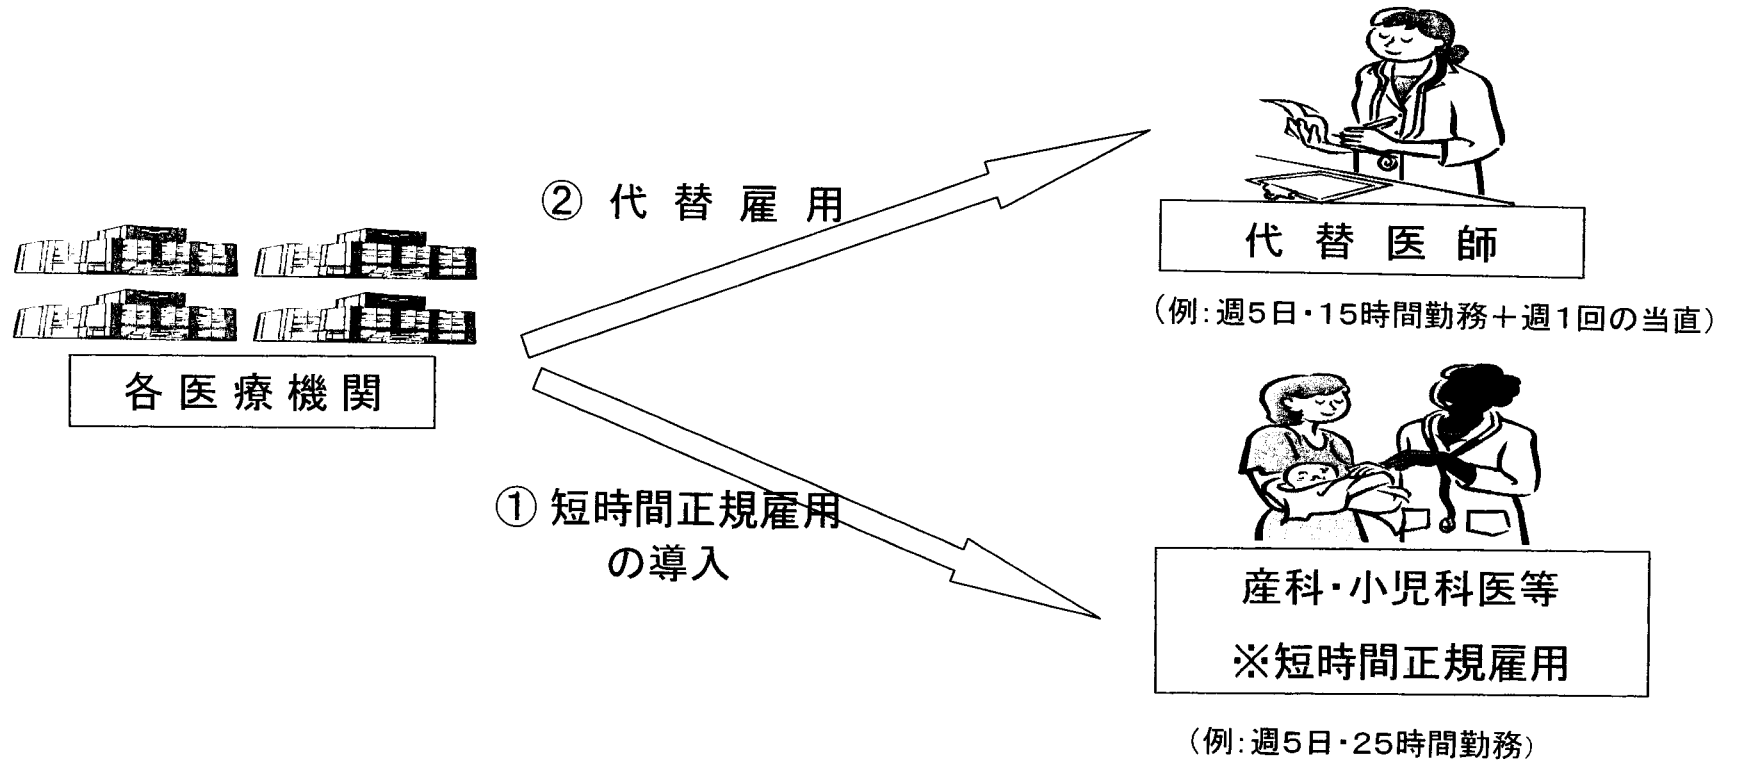 ② 代替雇用
代替医師
(例:週5日・15時間勤務+週1回の当直)
各医療機関
① 短時間正規雇用
の導入
産科・小児科医等
※短時間正規雇用
(例:週5日・25時間勤務)